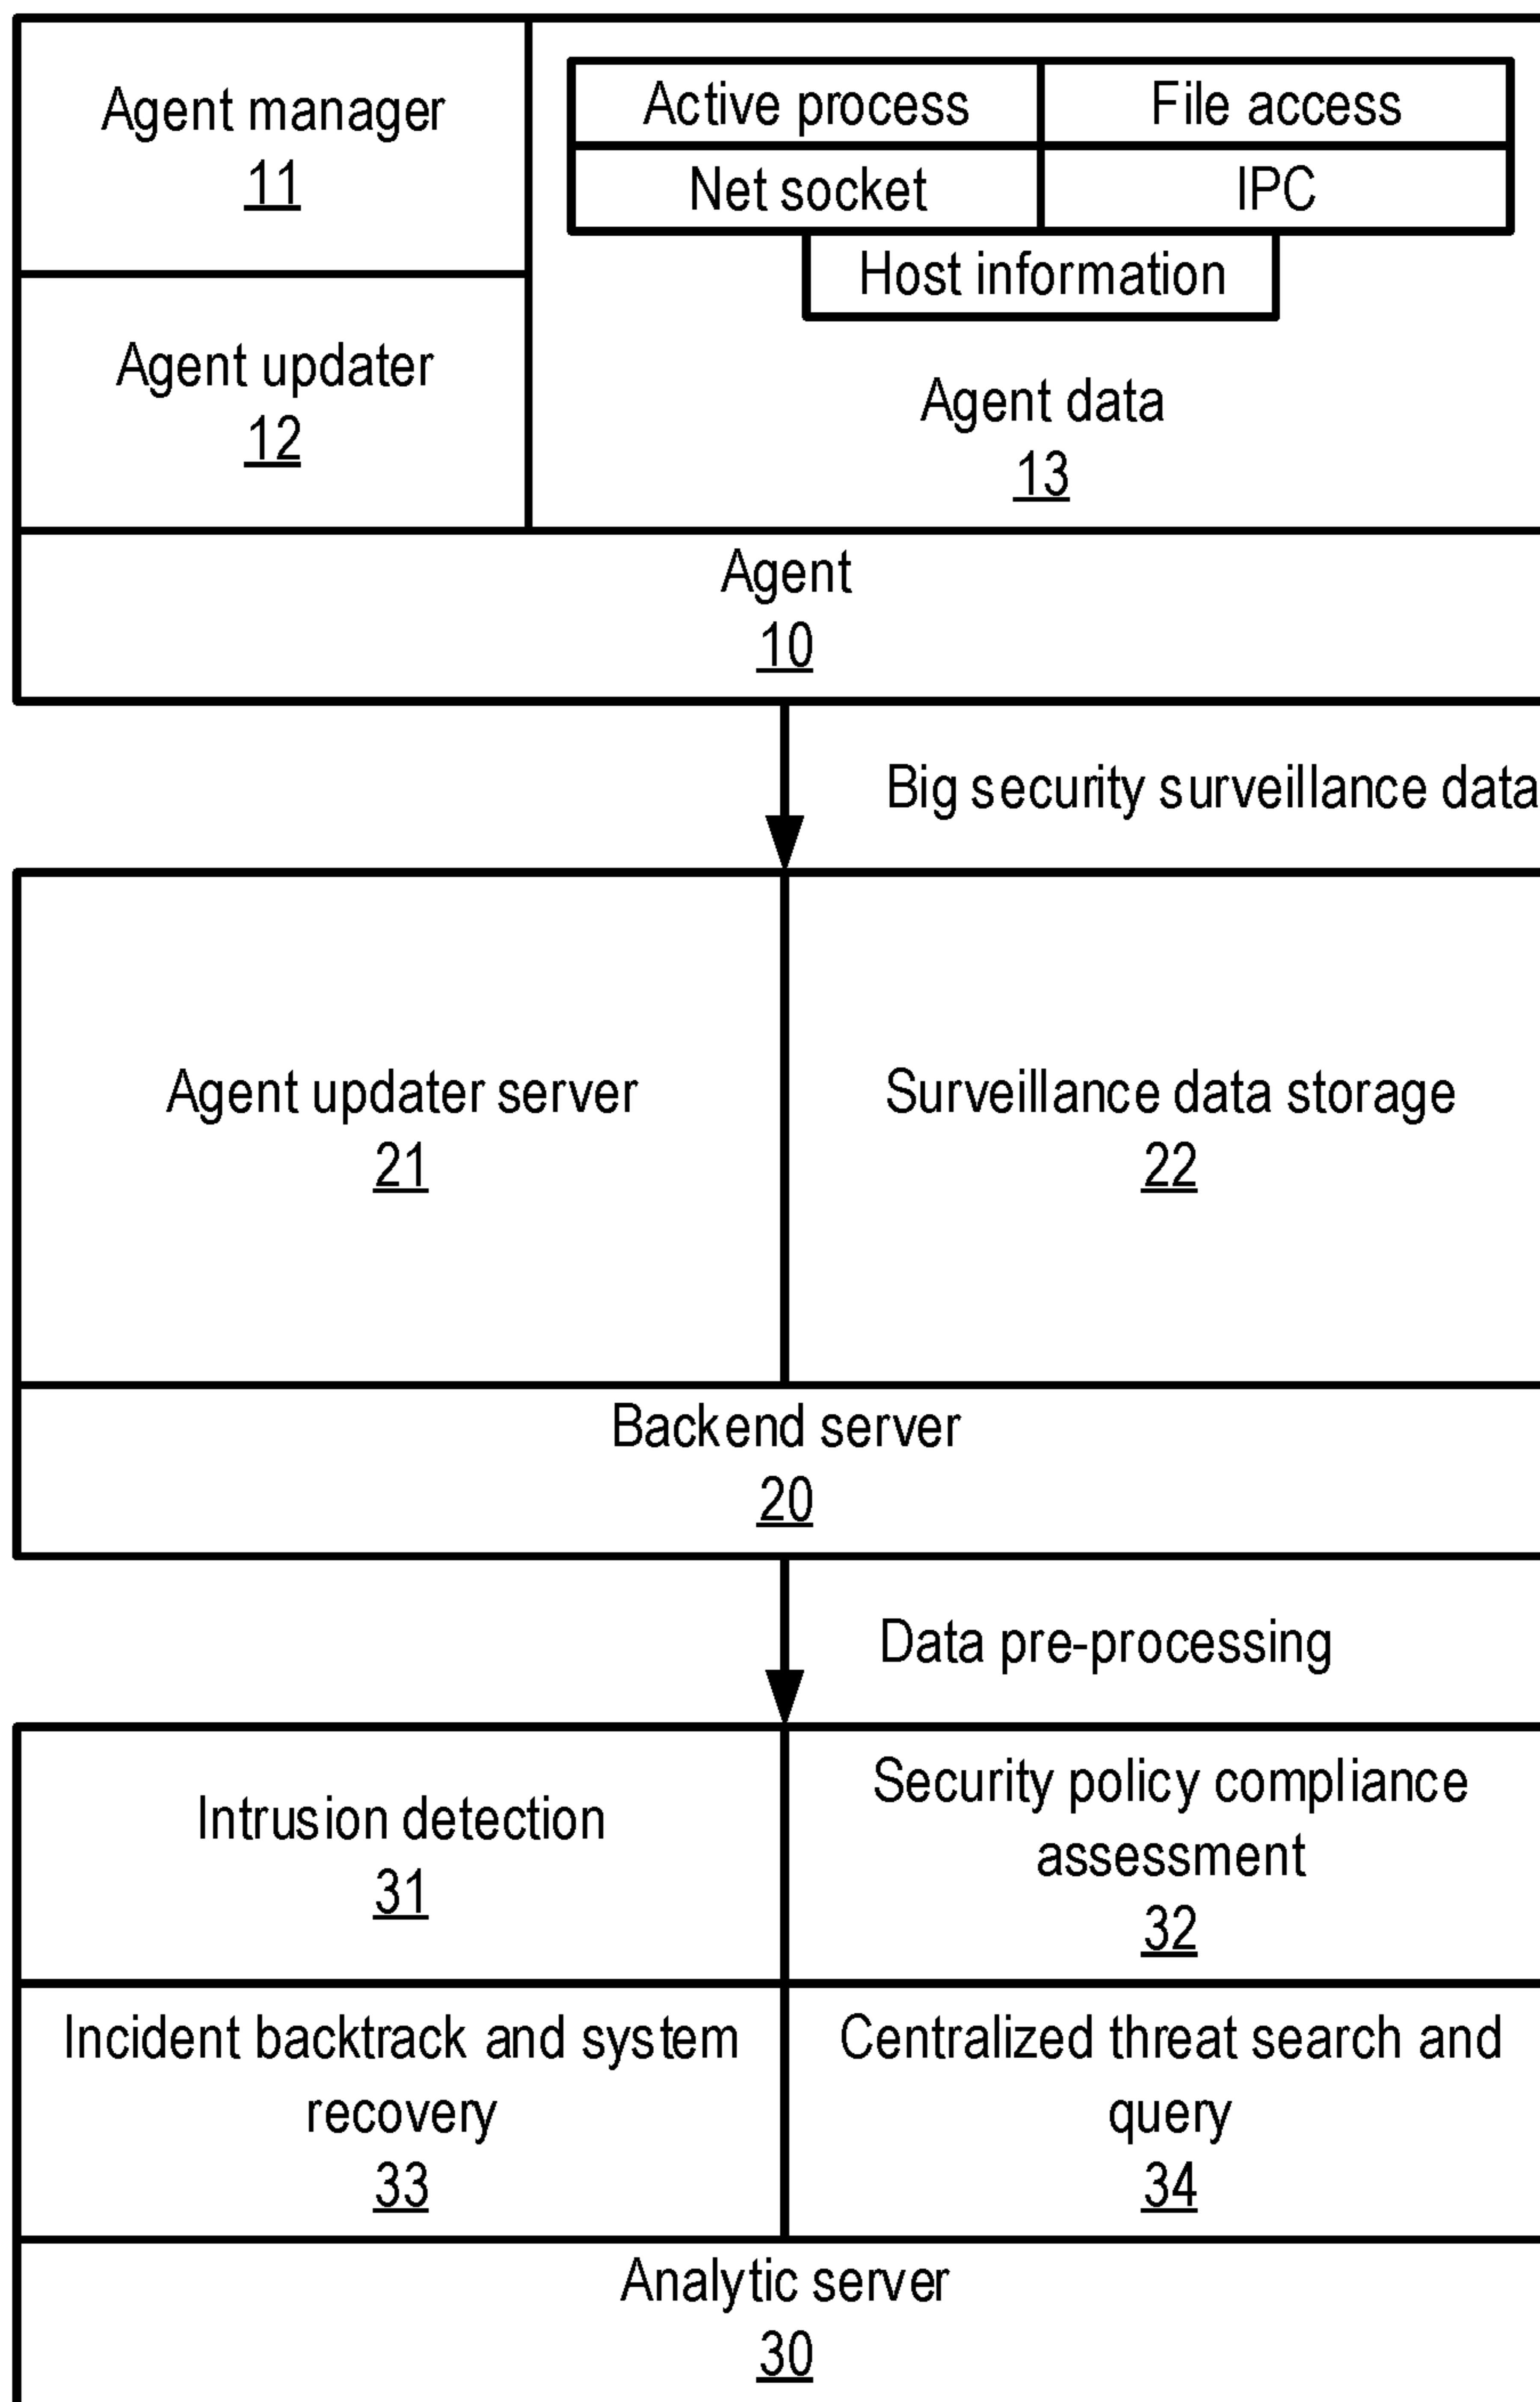 Agent manager
11
Agent updater
12
Active process
File access
Net socket
IPC
Host information
Agent data
13
Agent
10
Big security surveillance data
Agent updater server
21
Surveillance data storage
22
Backend server
20
Data pre-processing
Intrusion detection
31
Security policy compliance
assessment
32
Incident backtrack and system
recovery
33
Centralized threat search and
query
34
Analytic server
30